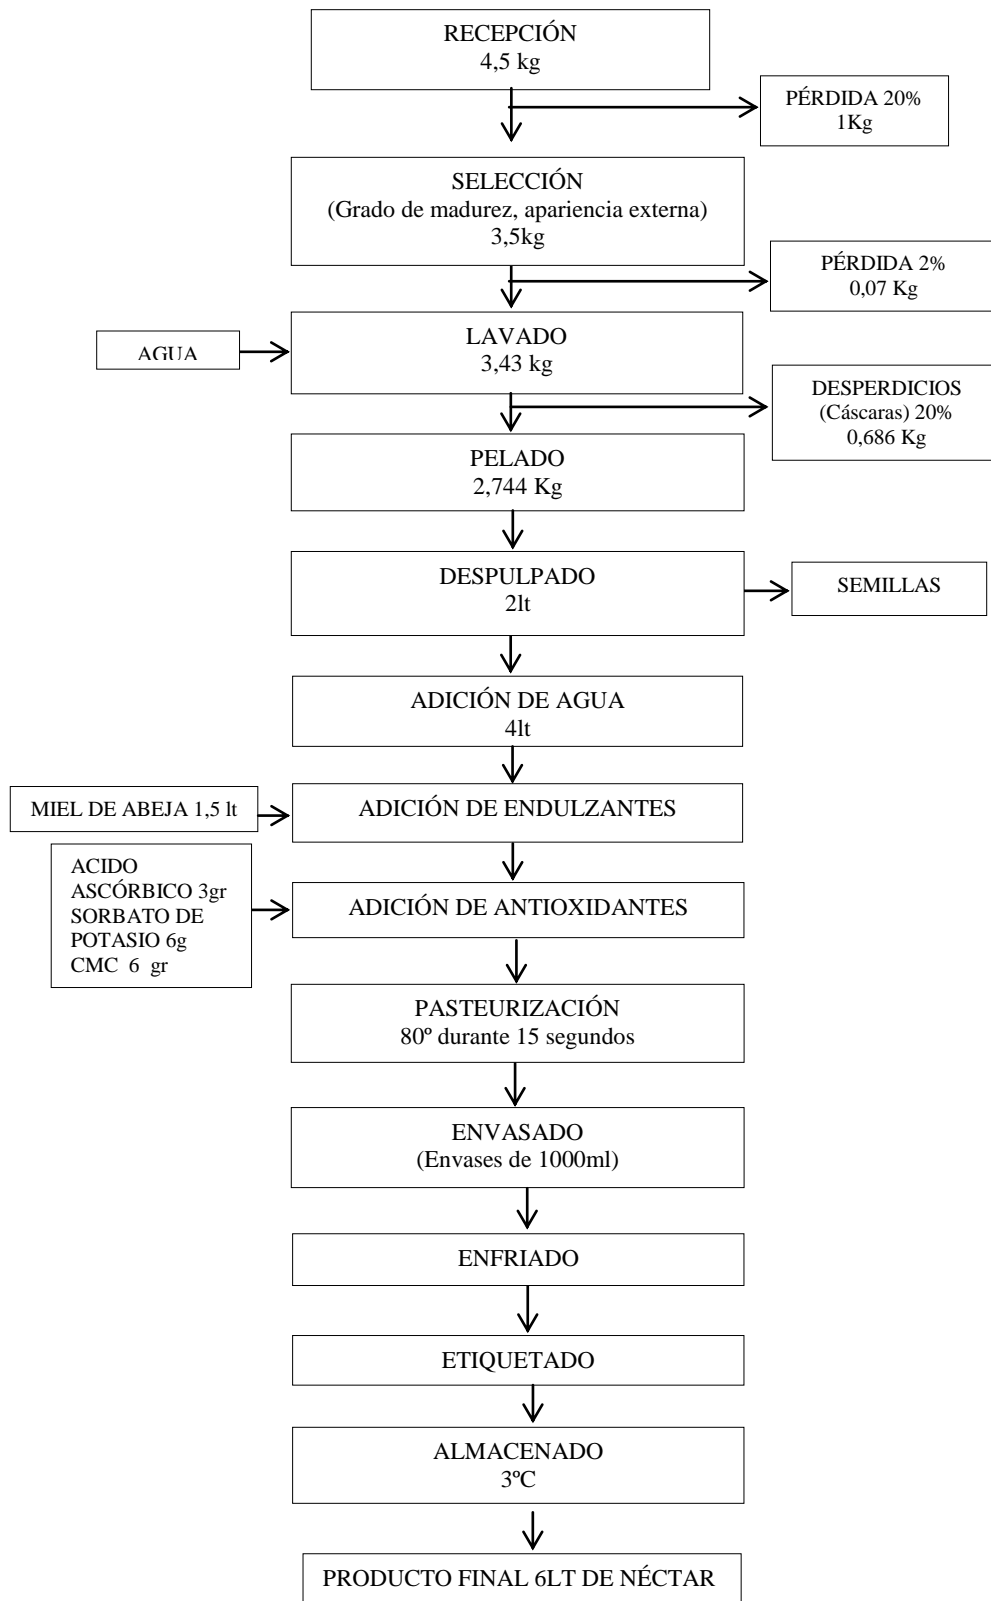 RECEPCIÓN
4,5 kg
PÉRDIDA 20%
1Kg
SELECCIÓN
(Grado de madurez, apariencia externa)
3,5kg
PÉRDIDA 2%
0,07 Kg
LAVADO
3,43 kg
AGUA
DESPERDICIOS
(Cáscaras) 20%
0,686 Kg
PELADO
2,744 Kg
DESPULPADO
2lt
SEMILLAS
ADICIÓN DE AGUA
4lt
MIEL DE ABEJA 1,5 lt
ADICIÓN DE ENDULZANTES
ACIDO
ASCÓRBICO 3gr
SORBATO DE
POTASIO 6g
CMC 6 gr
ADICIÓN DE ANTIOXIDANTES
PASTEURIZACIÓN
80º durante 15 segundos
ENVASADO
(Envases de 1000ml)
ENFRIADO
ETIQUETADO
ALMACENADO
3ºC
PRODUCTO FINAL 6LT DE NÉCTAR